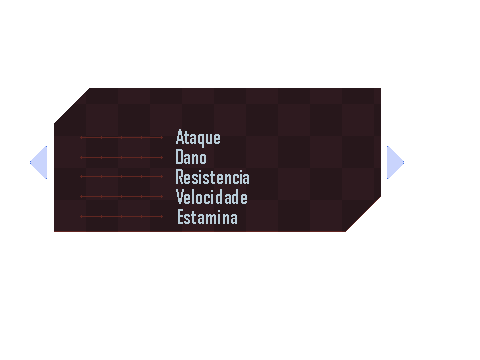 Ataque
Dano
Resistencia
Velocidade
Estamina